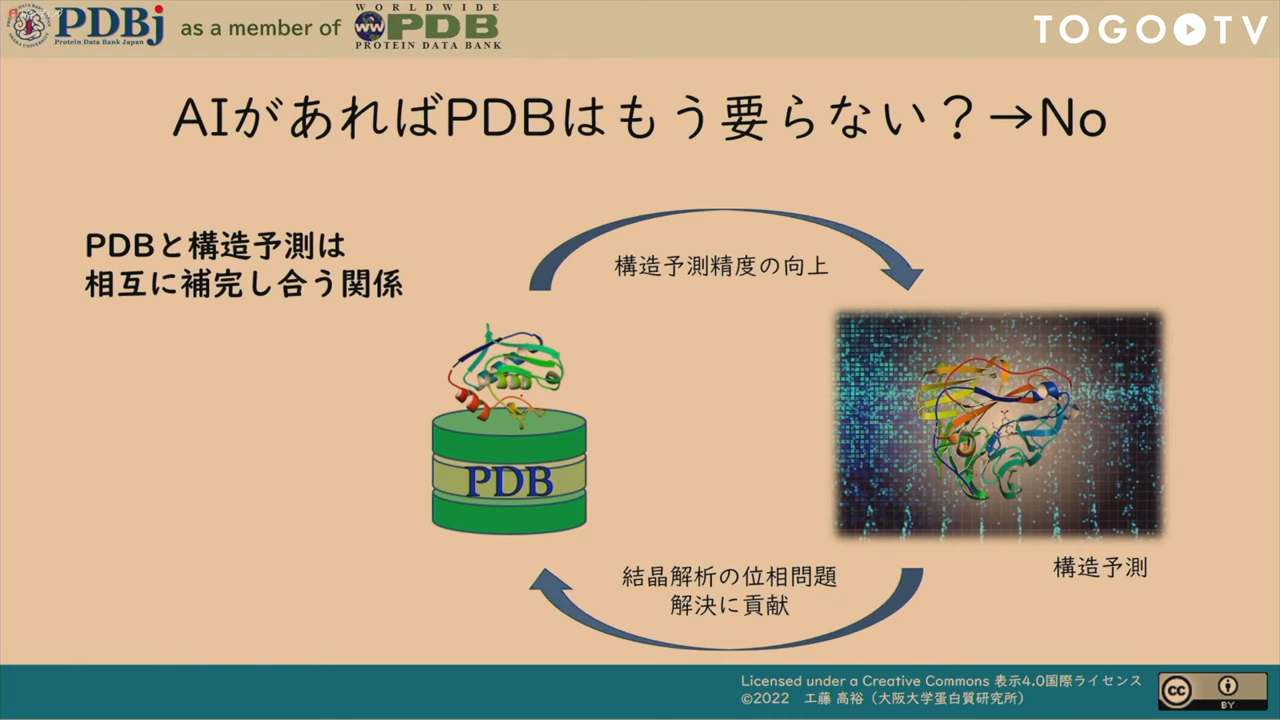 PDBj
Protein Data Bank Japan
as a member of
WORLDWIDE
PDB
PROTEIN DATA BANK
TOGO TV
AIがあればPDBはもう要らない？→No
PDBと構造予測は
相互に補完し合う関係
構造予測精度の向上
PDB
構造予測
結晶解析の位相問題
解決に貢献
Licensed under a Creative Commons 表示4.0国際ライセンス
©2022 工藤 高裕（大阪大学蛋白質研究所）
cc
BY